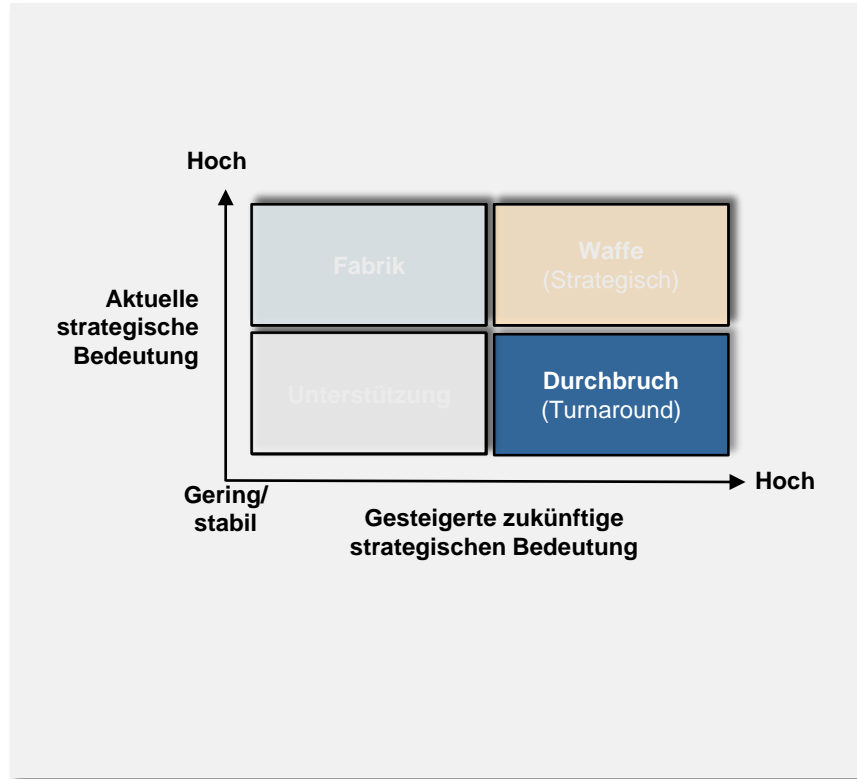 Hoch
Fabrik
Waffe
(Strategisch)
Aktuelle
strategische
Bedeutung
Unterstützung
Durchbruch
(Turnaround)
Gering/
stabil
Hoch
Gesteigerte zukünftige
strategischen Bedeutung